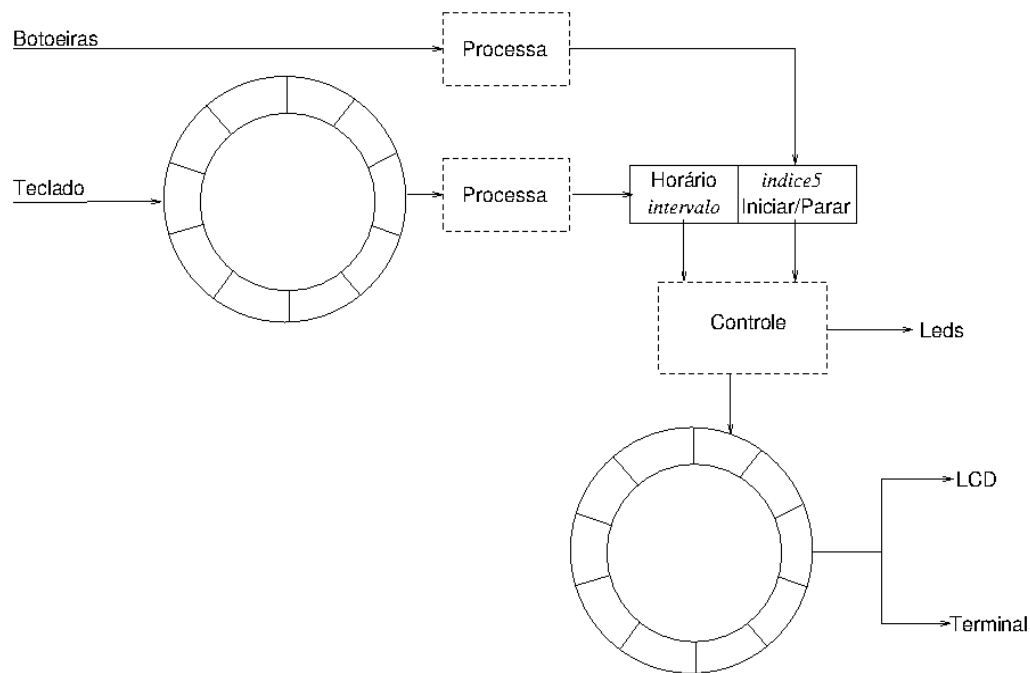 Botoeiras
Processa
Teclado
Processa
Horário
intervalo
indice5
Iniciar/Parar
Controle
Leds
LCD
Terminal